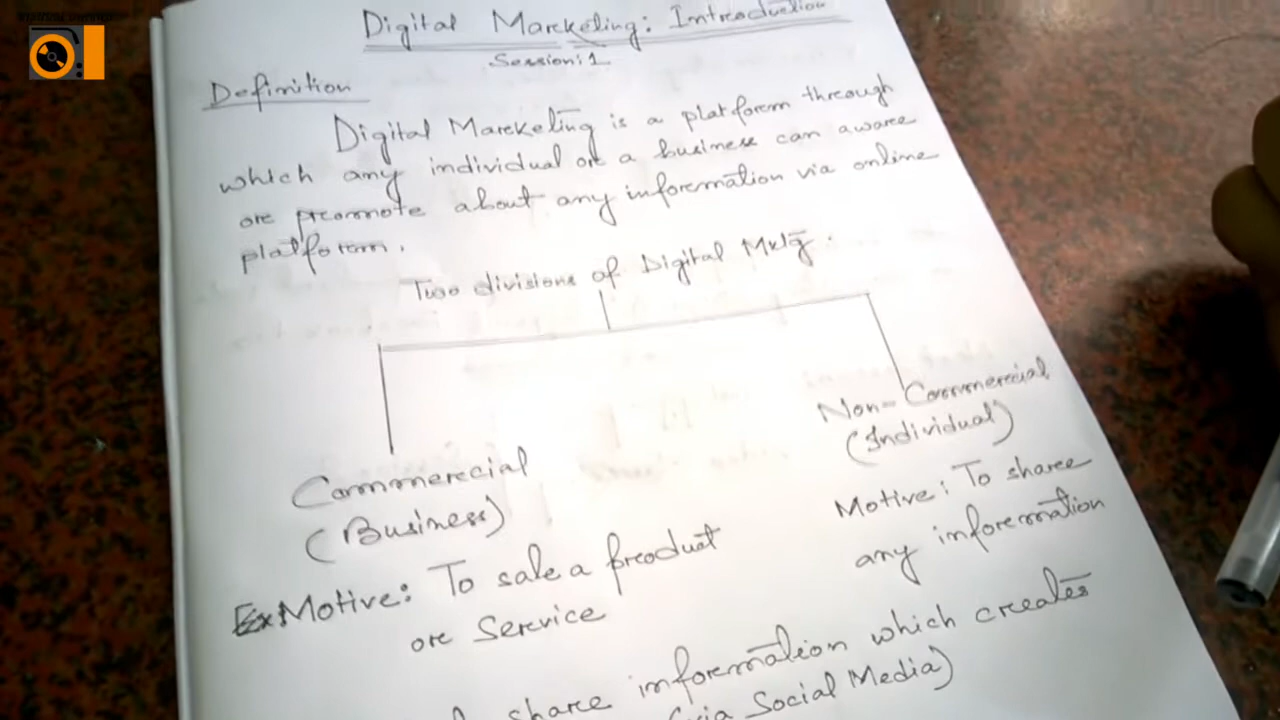 Digital Marketing: Introduction
Session: 1
Definition
Digital Marketing is a platform through
which any individual or a business can aware
or promote about any information via online
platform.
Two divisions of Digital Mktg.
Non-Commercial
(Individual)
Commercial
(Business)
Motive: To share
any information
Ex Motive: To sale a product
or Service
share information which creates
(via Social Media)